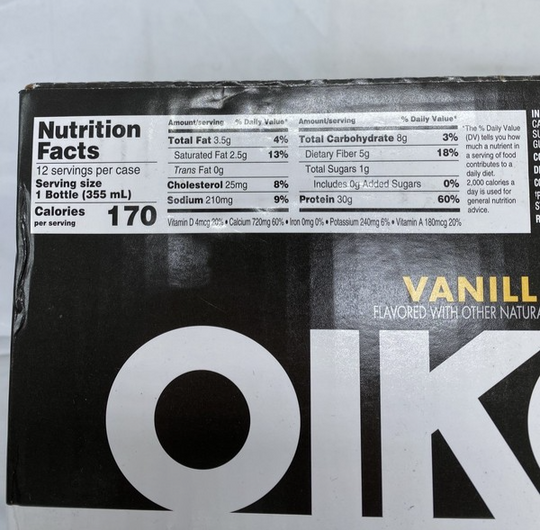 Nutrition
Facts
12 servings per case
Serving size
1 Bottle (355 mL)
Calories
per serving
170
Amount/serving % Daily Value*
Total Fat 3.5g 4%
Saturated Fat 2.5g 13%
Trans Fat 0g
Cholesterol 25mg 8%
Sodium 210mg 9%
Amount/serving % Daily Value*
Total Carbohydrate 8g 3%
Dietary Fiber 5g 18%
Total Sugars 1g
Includes 0g Added Sugars 0%
Protein 30g 60%
Vitamin D 4mcg 20% • Calcium 720mg 60% • Iron 0mg 0% • Potassium 240mg 6% • Vitamin A 180mcg 20%
*The % Daily Value
(DV) tells you how
much a nutrient in
a serving of food
contributes to a
daily diet.
2,000 calories a
day is used for
general nutrition
advice.
VANILL
FLAVORED WITH OTHER NATURA
OIK